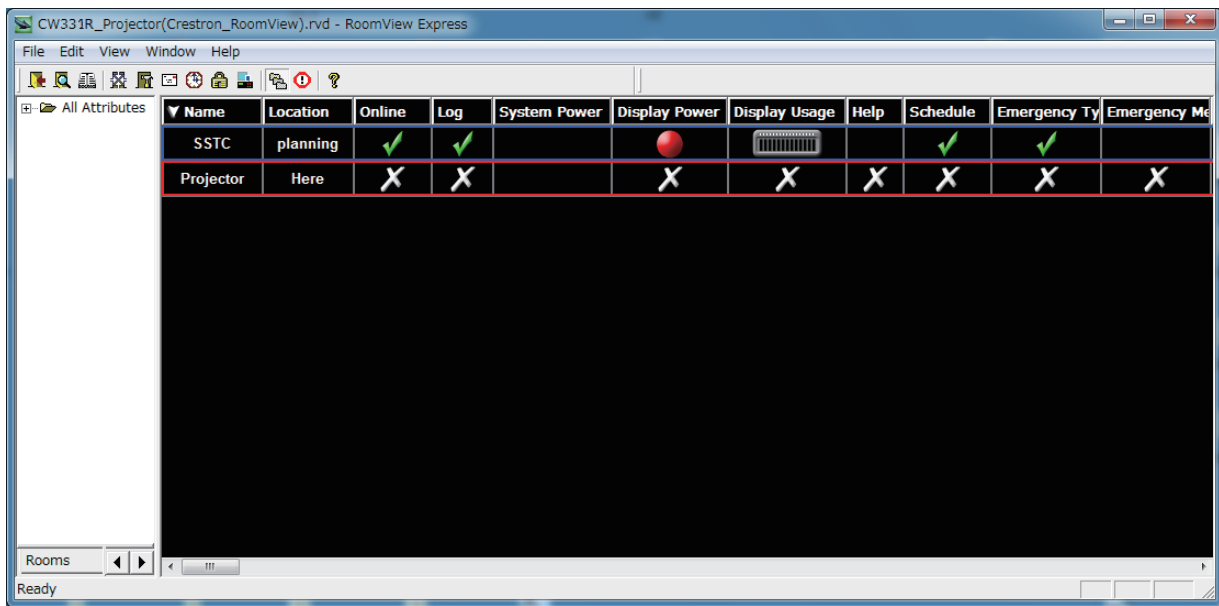 CW331R_Projector(Crestron_RoomView).rvd - RoomView Express
File Edit View Window Help
All Attributes
Name Location Online Log System Power Display Power Display Usage Help Schedule Emergency Ty Emergency Me
SSTC planning
Projector Here
Rooms
Ready